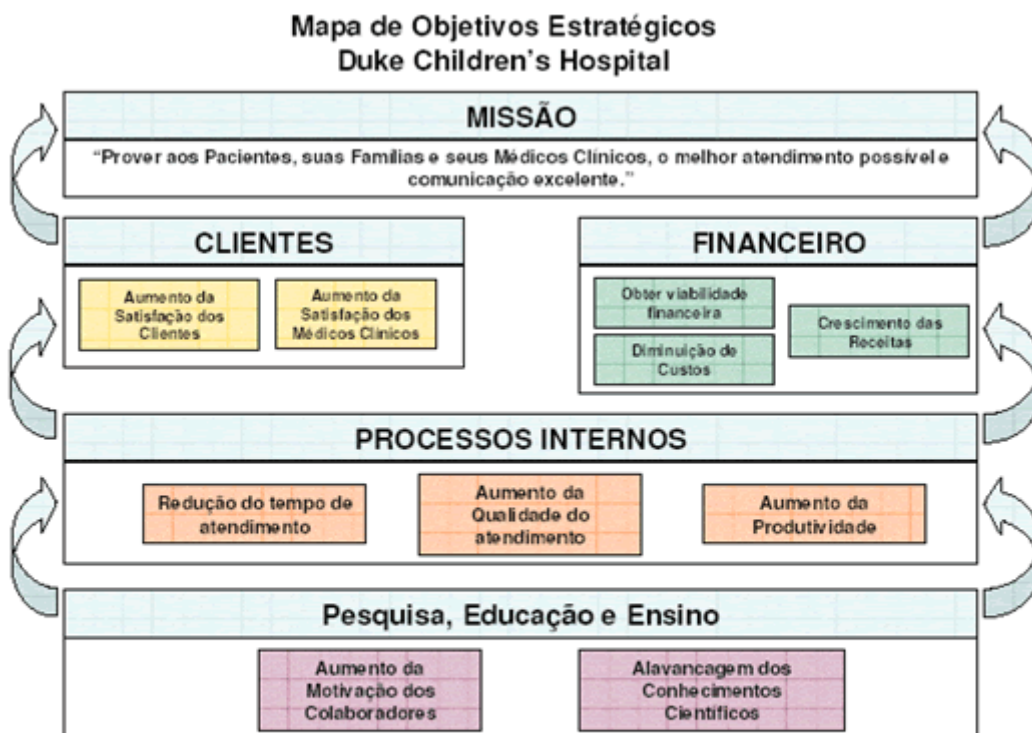 Mapa de Objetivos Estratégicos
Duke Children's Hospital
MISSÃO
“Prover aos Pacientes, suas Famílias e seus Médicos Clínicos, o melhor atendimento possível e
comunicação excelente.”
CLIENTES
Aumento da
Satisfação dos
Clientes
Aumento da
Satisfação dos
Médicos Clínicos
FINANCEIRO
Obter viabilidade
financeira
Diminuição de
Custos
Crescimento das
Receitas
PROCESSOS INTERNOS
Redução do tempo de
atendimento
Aumento da
Qualidade do
atendimento
Aumento da
Produtividade
Pesquisa, Educação e Ensino
Aumento da
Motivação dos
Colaboradores
Alavancagem dos
Conhecimentos
Científicos